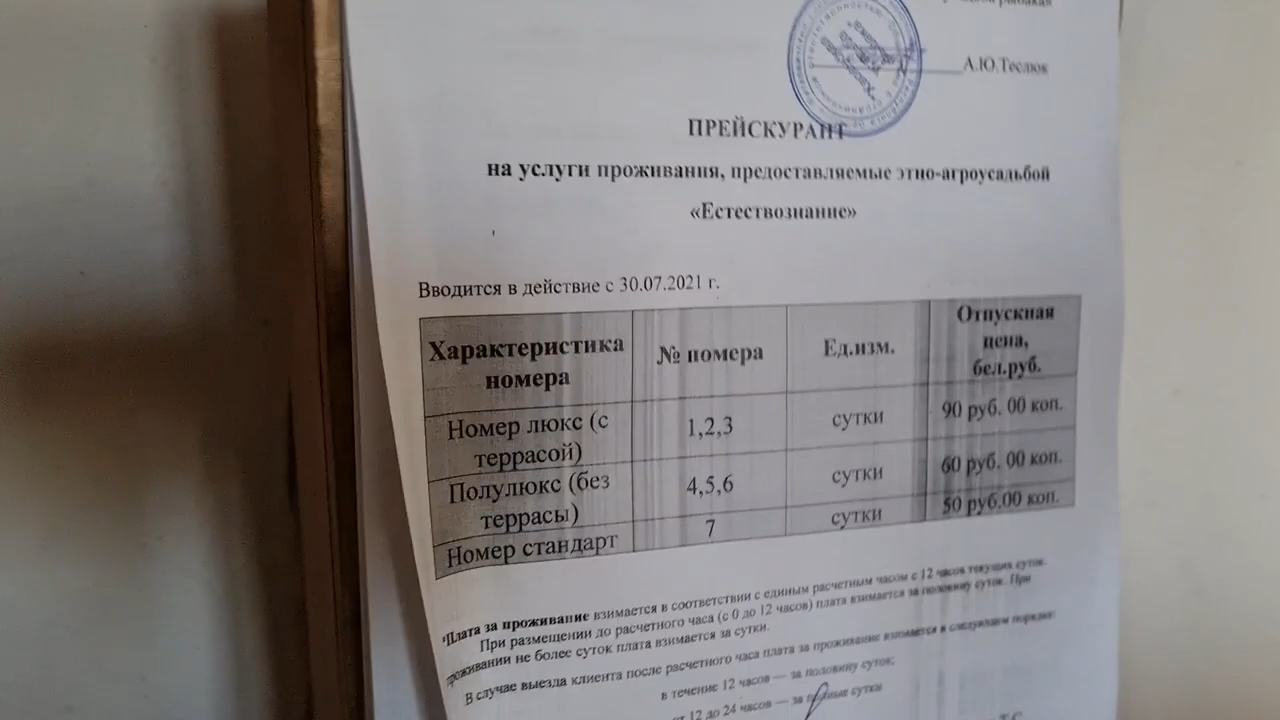 А.Ю.Теслюк
ПРЕЙСКУРАНТ
на услуги проживания, предоставляемые этно-агроусадьбой
«Естествознание»
Вводится в действие с 30.07.2021 г.
Характеристика номера
№ номера
Ед.изм.
Отпускная цена, бел.руб.
Номер люкс (с террасой)
1,2,3
сутки
90 руб. 00 коп.
Полулюкс (без террасы)
4,5,6
сутки
60 руб. 00 коп.
Номер стандарт
7
сутки
50 руб.00 коп.
Плата за проживание взимается в соответствии с единым расчетным часом с 12 часов текущих суток.
При размещении до расчетного часа (с 0 до 12 часов) плата взимается за половину суток. При
проживании не более суток плата взимается за сутки.
В случае выезда клиента после расчетного часа плата за проживание взимается в следующем порядке:
в течение 12 часов — за половину суток;
от 12 до 24 часов — за полные сутки